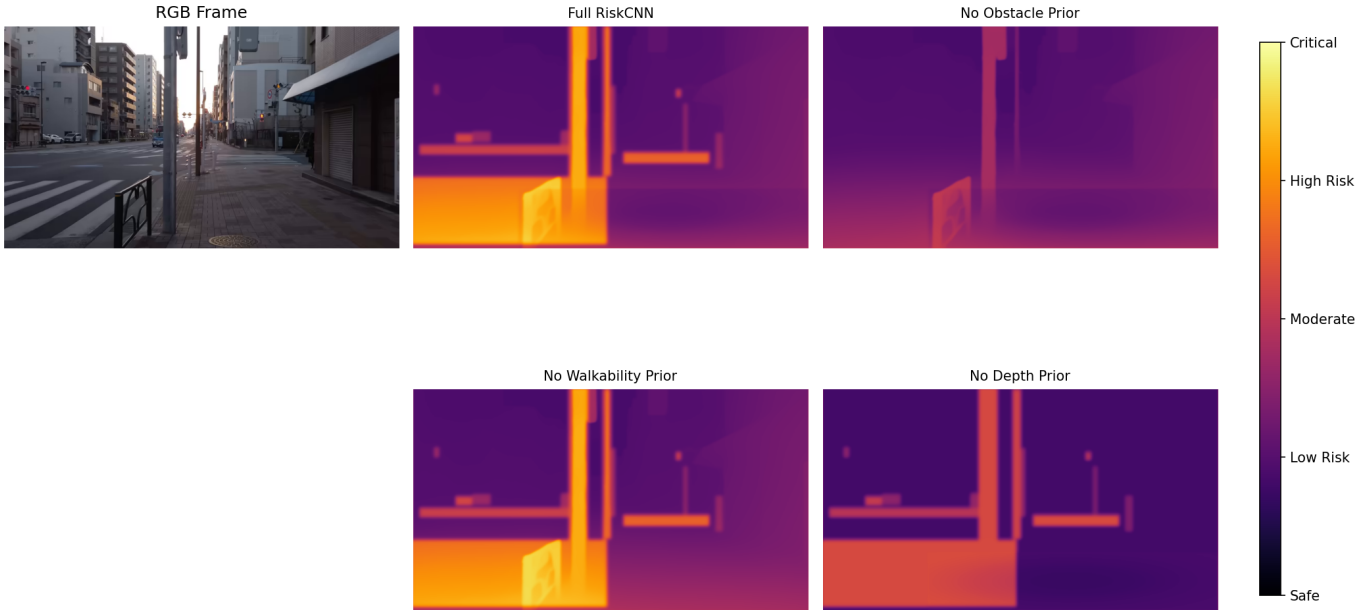 RGB Frame
Full RiskCNN
No Obstacle Prior
Critical
High Risk
Moderate
Low Risk
Safe
No Walkability Prior
No Depth Prior